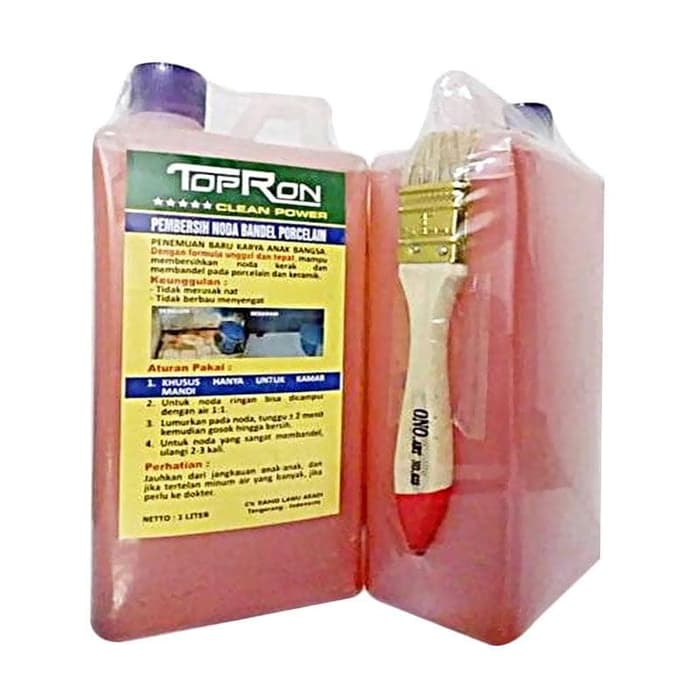 TOPRON
CLEAN POWER
PEMBERSIH NODA BANDEL PORCELAIN
PENEMUAN BARU KARYA ANAK BANGSA.
Dengan formula unggul dan tepat, mampu
membersihkan noda kerak dan
membandel pada porcelain dan keramik.
Keunggulan :
- Tidak merusak nat
- Tidak berbau menyengat
SEBELUM SESUDAH
Aturan Pakai :
1. KHUSUS HANYA UNTUK KAMAR
MANDI
2. Untuk noda ringan bisa dicampu
dengan air 1:1.
3. Lumurkan pada noda, tunggu ± 2 menit
kemudian gosok hingga bersih.
4. Untuk noda yang sangat membandel,
ulangi 2-3 kali.
Perhatian :
Jauhkan dari jangkauan anak-anak, dan
jika tertelan minum air yang banyak, jika
perlu ke dokter.
NETTO : 1 LITER
Tangerang - Indonesia
ONO